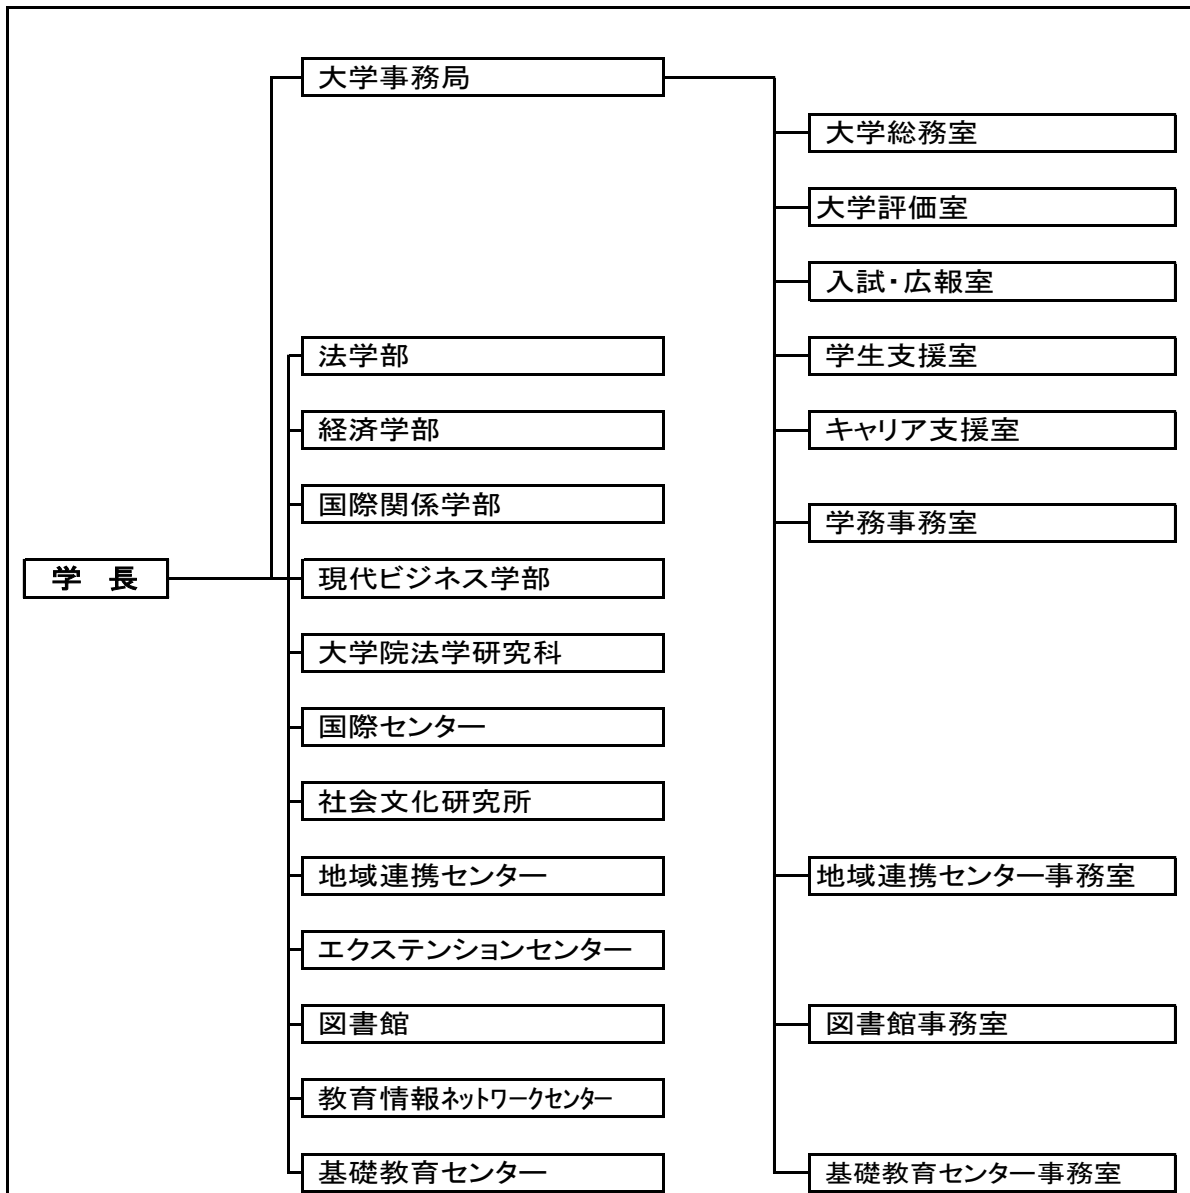 大学事務局
大学総務室
大学評価室
入試・広報室
法学部
学生支援室
経済学部
キャリア支援室
国際関係学部
学務事務室
学　長
現代ビジネス学部
大学院法学研究科
国際センター
社会文化研究所
地域連携センター
地域連携センター事務室
エクステンションセンター
図書館
図書館事務室
教育情報ネットワークセンター
基礎教育センター
基礎教育センター事務室